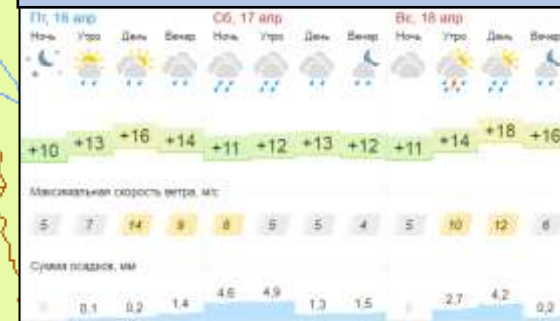 Пт, 16 апр Сб, 17 апр Вс, 18 апр
Ночь Утро День Вечер Ночь Утро День Вечер Ночь Утро День Вечер
+10 +13 +16 +14 +11 +12 +13 +12 +11 +14 +18 +16
Максимальная скорость ветра, м/с
5 7 14 9 8 5 5 4 5 10 12 6
Сумма осадков, мм
0,1 0,2 1,4 4,6 4,9 1,3 1,5 2,7 4,2 0,2